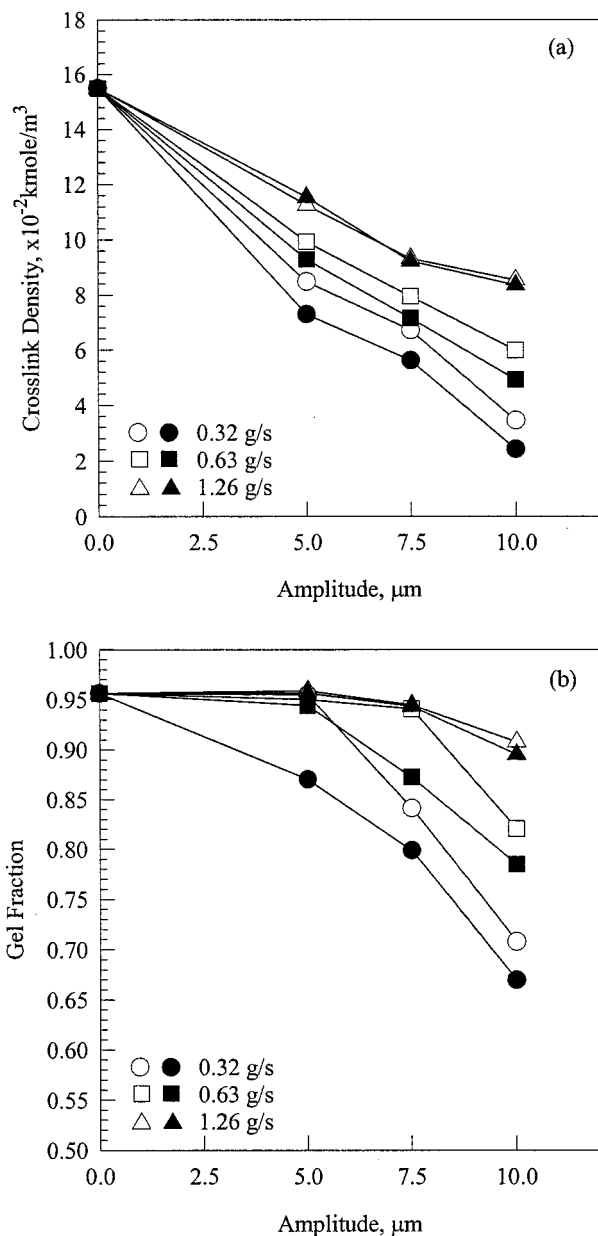 (a)
Crosslink Density, x10⁻²kmole/m³
18
16
14
12
10
8
6
4
2
0
0.32 g/s
0.63 g/s
1.26 g/s
0.0 2.5 5.0 7.5 10.0
Amplitude, μm
(b)
Gel Fraction
1.00
0.95
0.90
0.85
0.80
0.75
0.70
0.65
0.60
0.55
0.50
0.32 g/s
0.63 g/s
1.26 g/s
0.0 2.5 5.0 7.5 10.0
Amplitude, μm